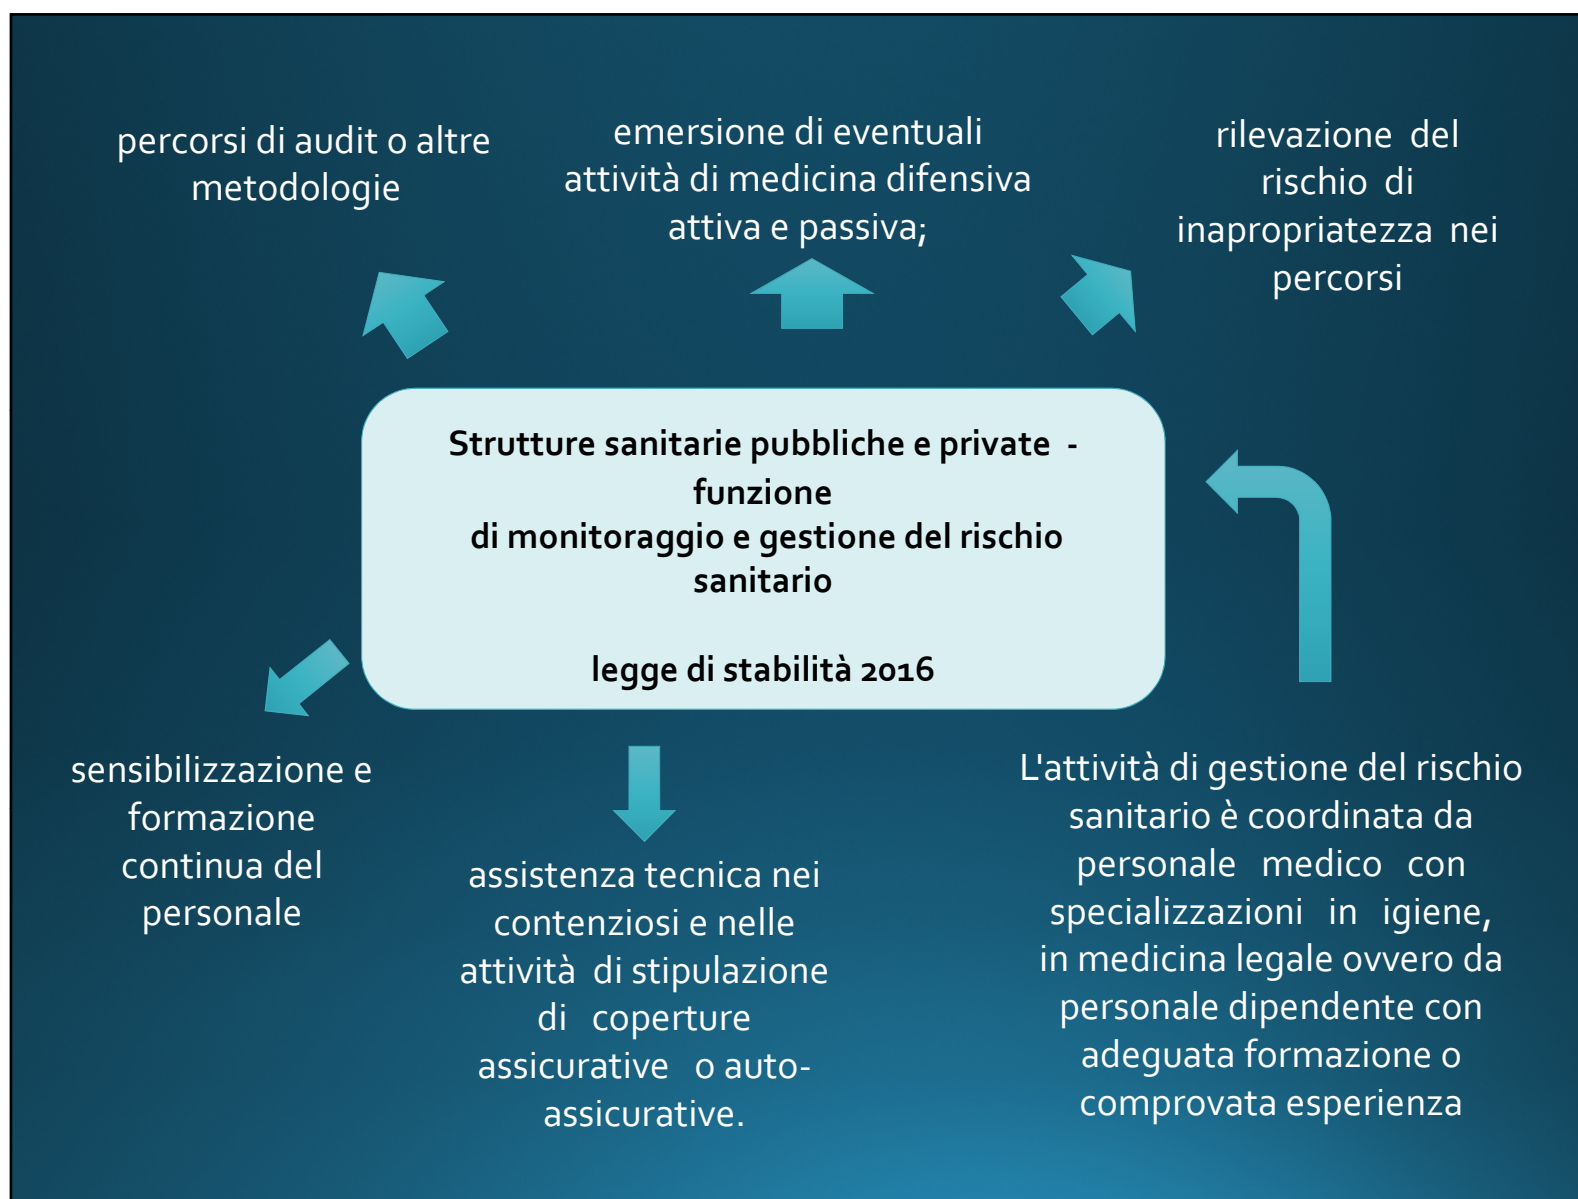 percorsi di audit o altre
metodologie
emersione di eventuali
attività di medicina difensiva
attiva e passiva;
rilevazione del
rischio di
inapropriatezza nei
percorsi
Strutture sanitarie pubbliche e private -
funzione
di monitoraggio e gestione del rischio
sanitario
legge di stabilità 2016
sensibilizzazione e
formazione
continua del
personale
assistenza tecnica nei
contenziosi e nelle
attività di stipulazione
di coperture
assicurative o auto-
assicurative.
L'attività di gestione del rischio
sanitario è coordinata da
personale medico con
specializzazioni in igiene,
in medicina legale ovvero da
personale dipendente con
adeguata formazione o
comprovata esperienza